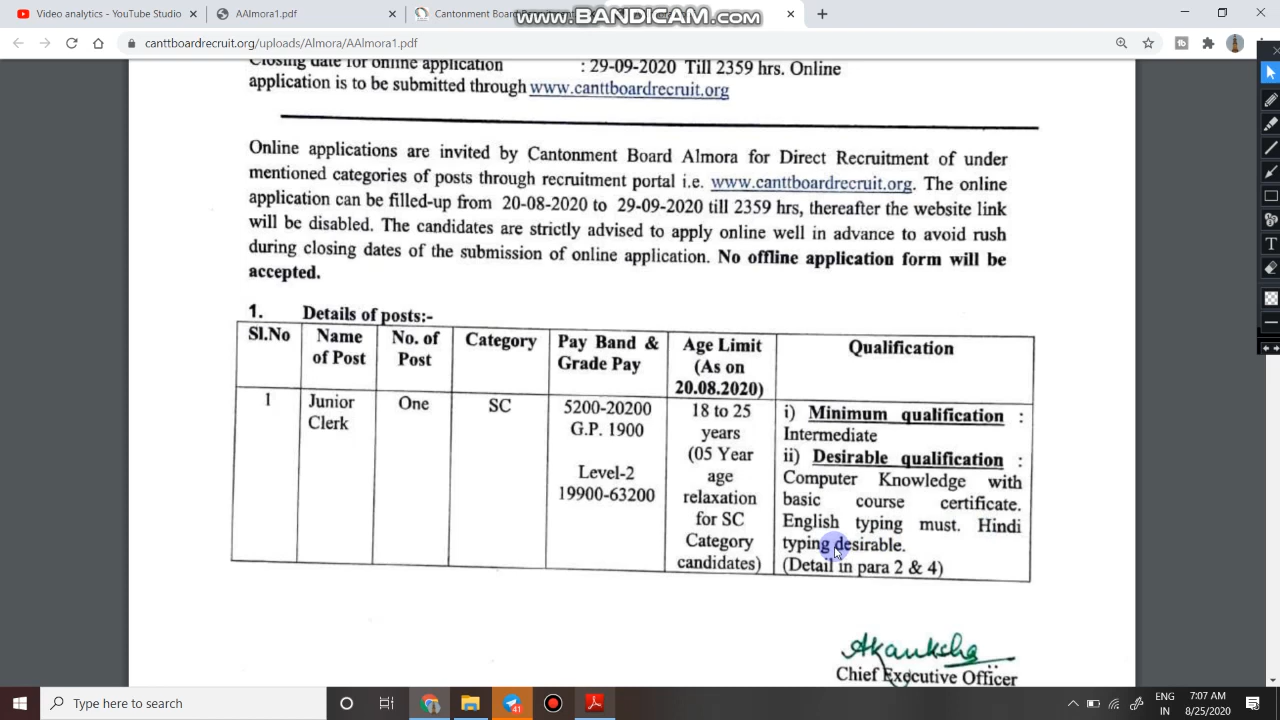 Video analytics - YouTube Studio
AAlmora1.pdf
Cantonment Board
www.BANDICAM.com
canttboardrecruit.org/uploads/Almora/AAlmora1.pdf
Closing date for online application : 29-09-2020 Till 2359 hrs. Online
application is to be submitted through www.canttboardrecruit.org
Online applications are invited by Cantonment Board Almora for Direct Recruitment of under
mentioned categories of posts through recruitment portal i.e. www.canttboardrecruit.org. The online
application can be filled-up from 20-08-2020 to 29-09-2020 till 2359 hrs, thereafter the website link
will be disabled. The candidates are strictly advised to apply online well in advance to avoid rush
during closing dates of the submission of online application. No offline application form will be
accepted.
1. Details of posts:-
Sl.No
Name
of Post
No. of
Post
Category
Pay Band &
Grade Pay
Age Limit
(As on
20.08.2020)
Qualification
1
Junior
Clerk
One
SC
5200-20200
G.P. 1900
Level-2
19900-63200
18 to 25
years
(05 Year
age
relaxation
for SC
Category
candidates)
i) Minimum qualification :
Intermediate
ii) Desirable qualification :
Computer Knowledge with
basic course certificate.
English typing must. Hindi
typing desirable.
(Detail in para 2 & 4)
Akanksha
Chief Executive Officer
Type here to search
41
ENG
IN
7:07 AM
8/25/2020